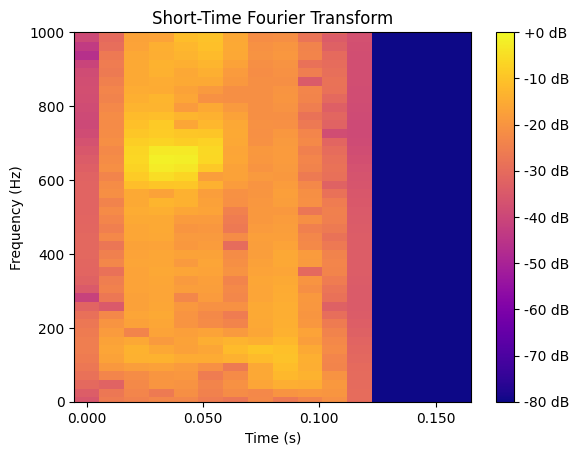 Short-Time Fourier Transform
1000
800
600
400
200
0
Frequency (Hz)
0.000
0.050
0.100
0.150
Time (s)
+0 dB
-10 dB
-20 dB
-30 dB
-40 dB
-50 dB
-60 dB
-70 dB
-80 dB